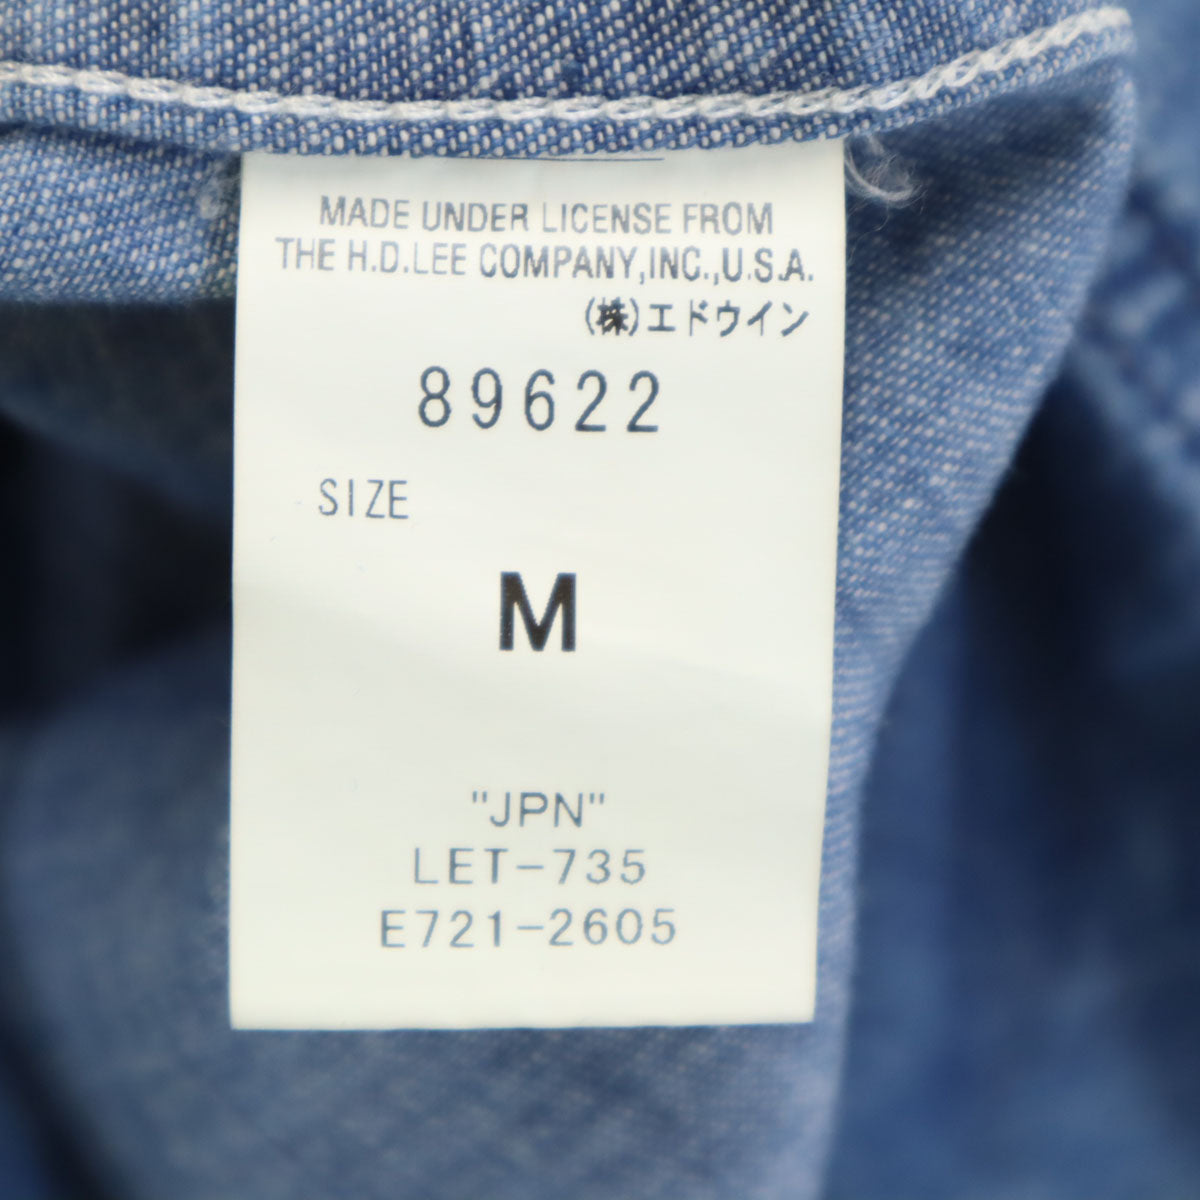 MADE UNDER LICENSE FROM
THE H.D.LEE COMPANY,INC.,U.S.A.
(株)エドウイン
89622
SIZE
M
"JPN"
LET-735
E721-2605